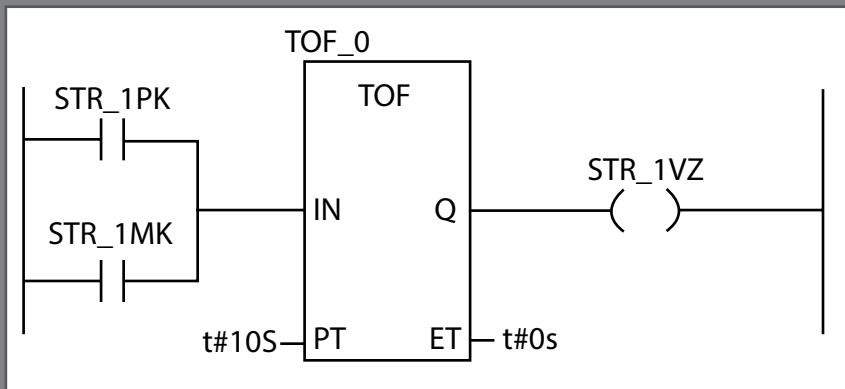 TOF_0
STR_1PK
TOF
STR_1VZ
IN
Q
STR_1MK
t#10S
PT
ET
t#0s